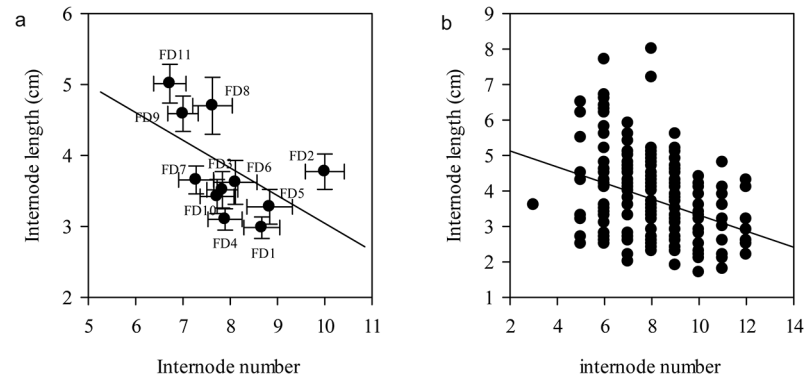 a
6
5
4
3
2
Internode length (cm)
FD11
FD8
FD9
FD2
FD7
FD6
FD5
FD10
FD4
FD1
5 6 7 8 9 10 11
Internode number
b
9
8
7
6
5
4
3
2
1
Internode length (cm)
2 4 6 8 10 12 14
internode number